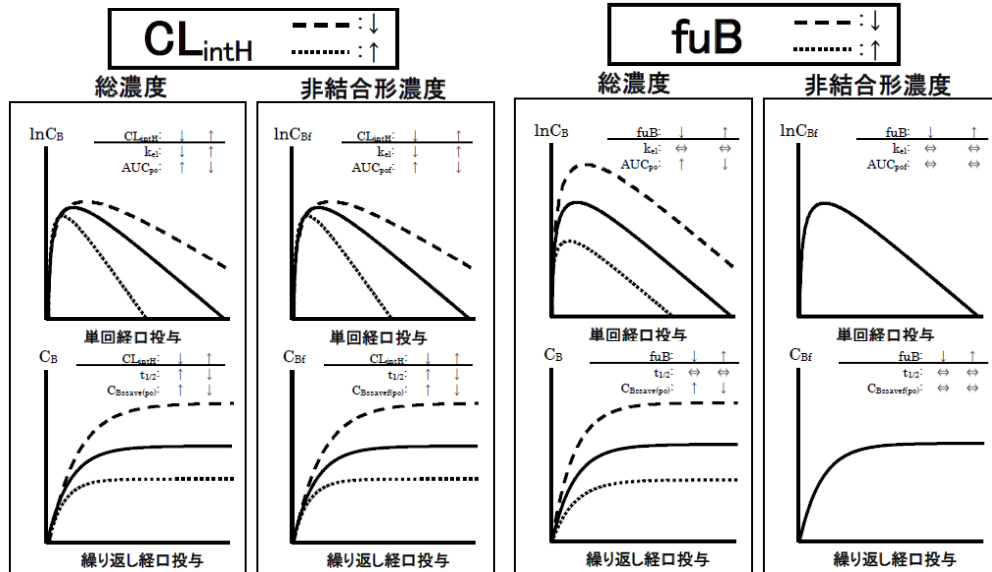 CLintH
:↓
:↑
fuB
:↓
:↑
総濃度
非結合形濃度
総濃度
非結合形濃度
lnCB
CLintH: ↓ ↑
kel: ↓ ↑
AUCpo: ↑ ↓
単回経口投与
lnCBf
CLintH: ↓ ↑
kel: ↓ ↑
AUCpof: ↑ ↓
単回経口投与
lnCB
fuB: ↓ ↑
kel: ⇔ ⇔
AUCpo: ↑ ↓
単回経口投与
lnCBf
fuB: ↓ ↑
kel: ⇔ ⇔
AUCpof: ⇔ ⇔
単回経口投与
CB
CLintH: ↓ ↑
t1/2: ↑ ↓
CBssave(po): ↑ ↓
繰り返し経口投与
CBf
CLintH: ↓ ↑
t1/2: ↑ ↓
CBssavef(po): ↑ ↓
繰り返し経口投与
CB
fuB: ↓ ↑
t1/2: ⇔ ⇔
CBssavef(po): ↑ ↓
繰り返し経口投与
CBf
fuB: ↓ ↑
t1/2: ⇔ ⇔
CBssavef(po): ⇔ ⇔
繰り返し経口投与